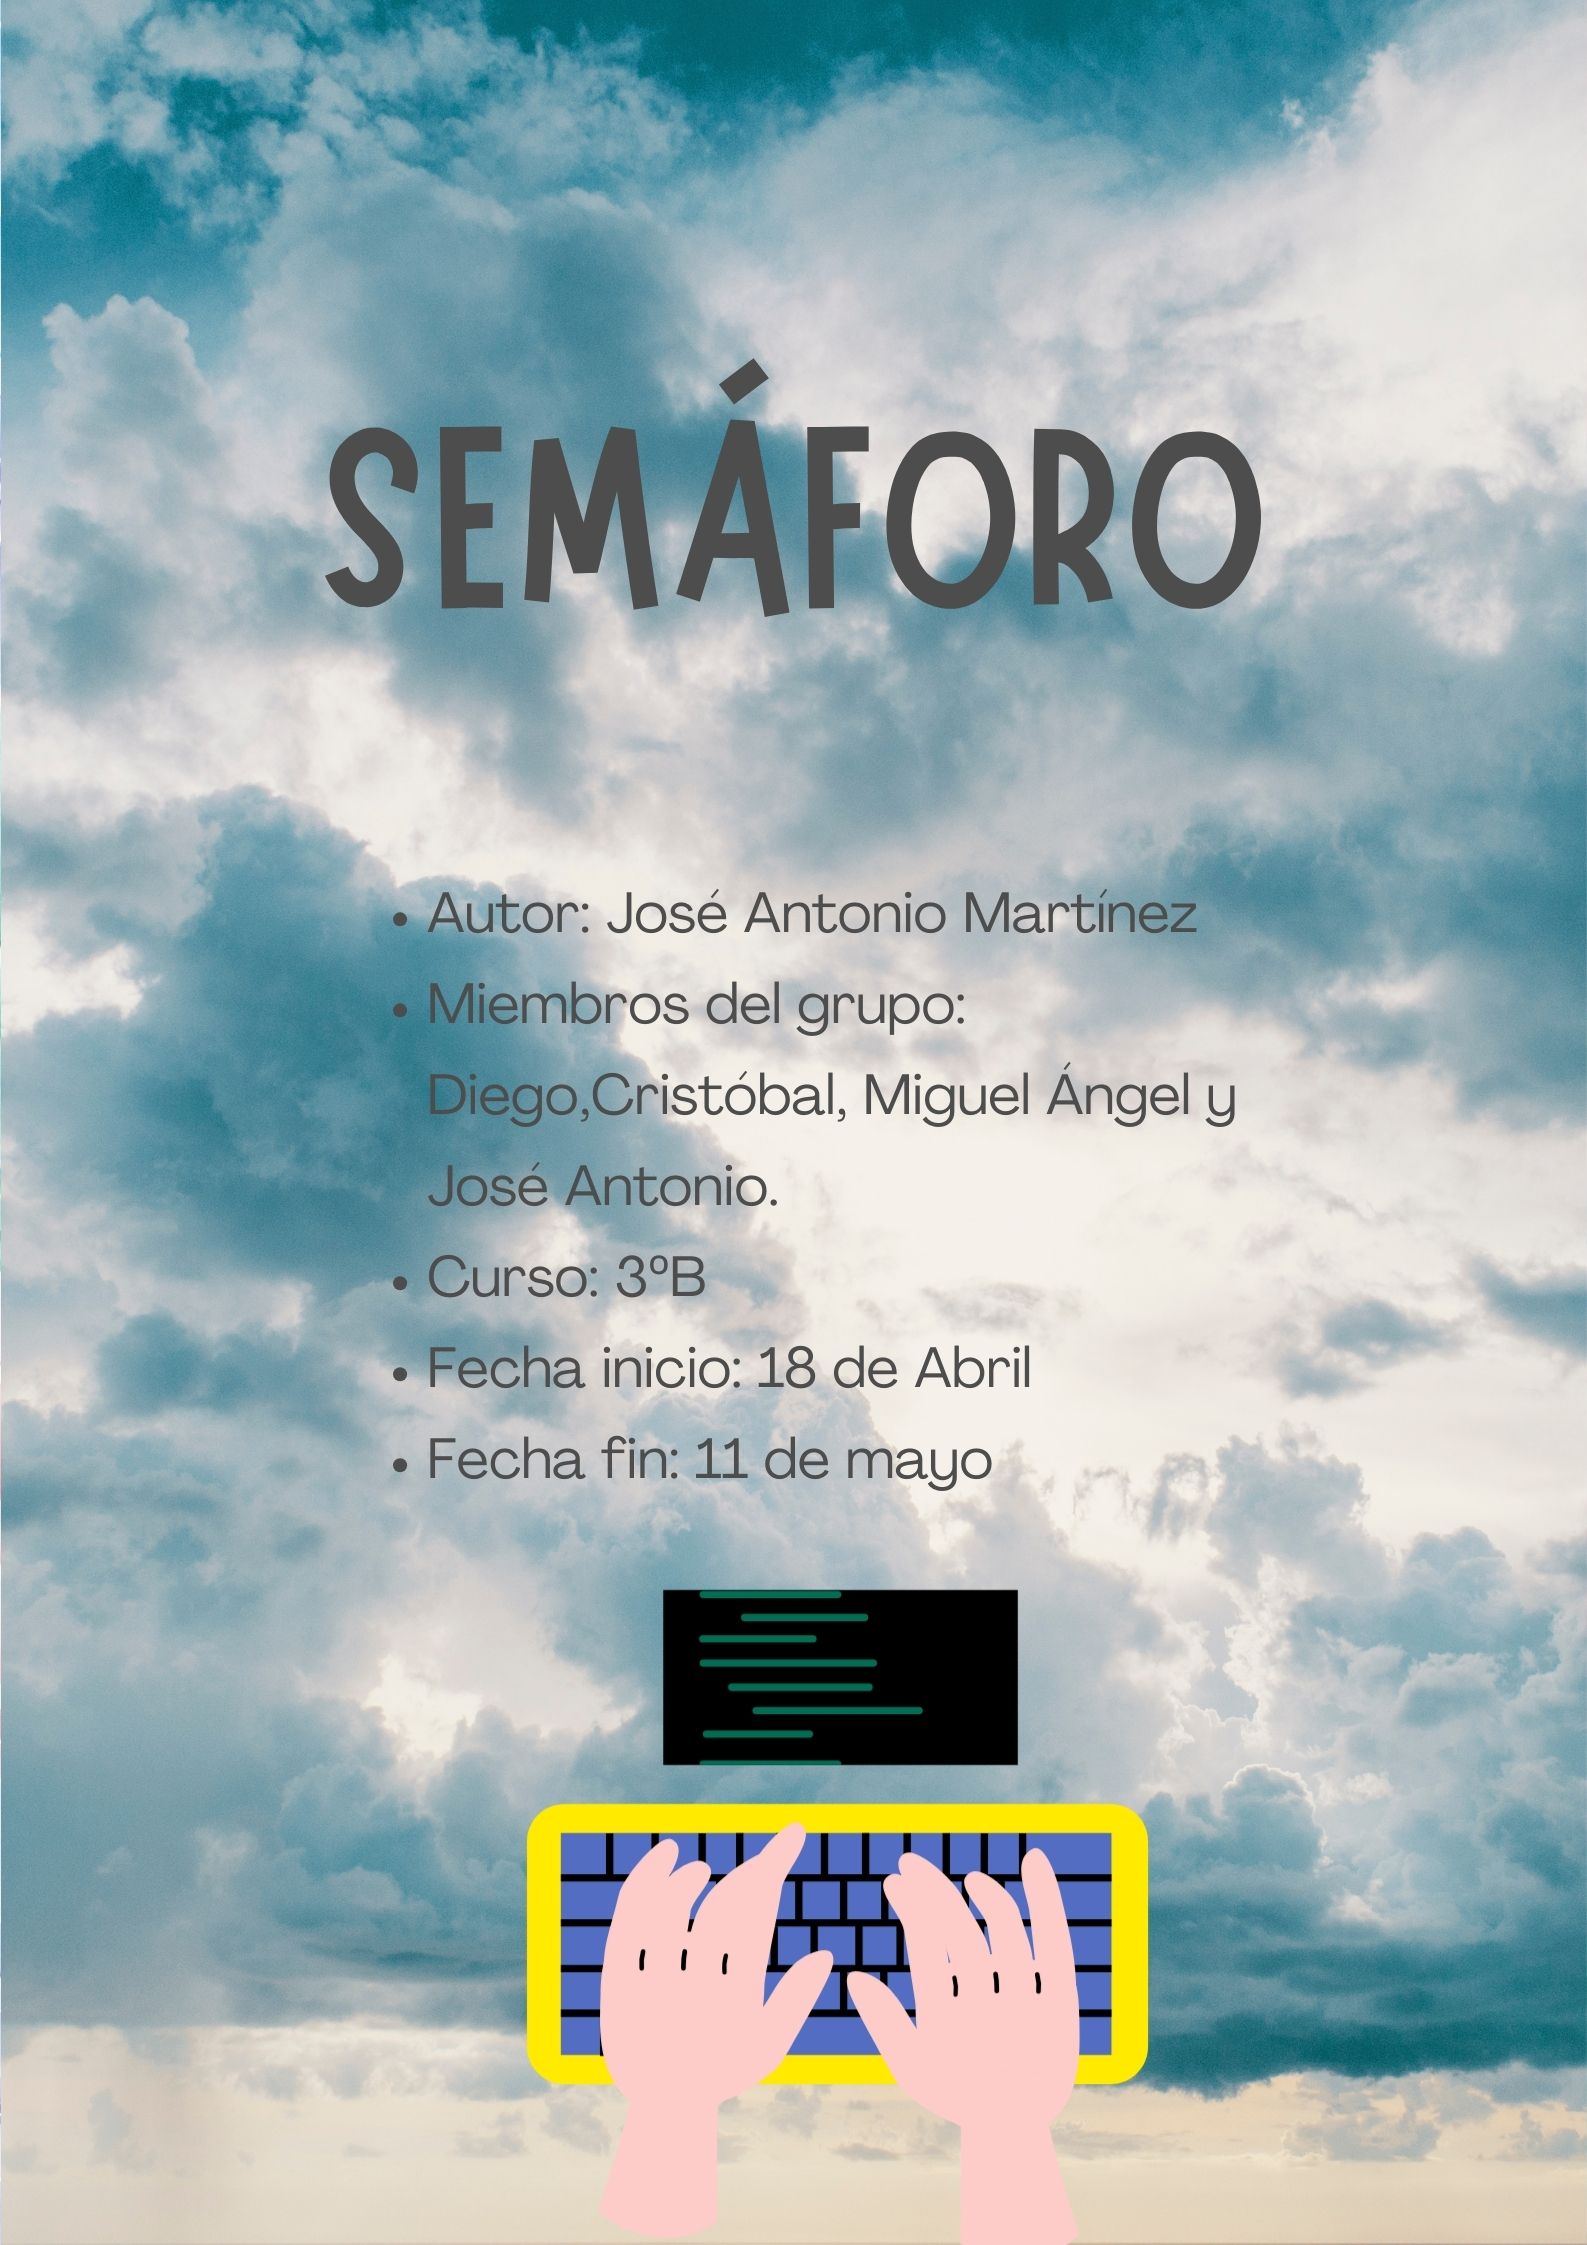 SEMÁFORO
• Autor: José Antonio Martínez
• Miembros del grupo:
Diego,Cristóbal, Miguel Ángel y
José Antonio.
• Curso: 3ºB
• Fecha inicio: 18 de Abril
• Fecha fin: 11 de mayo